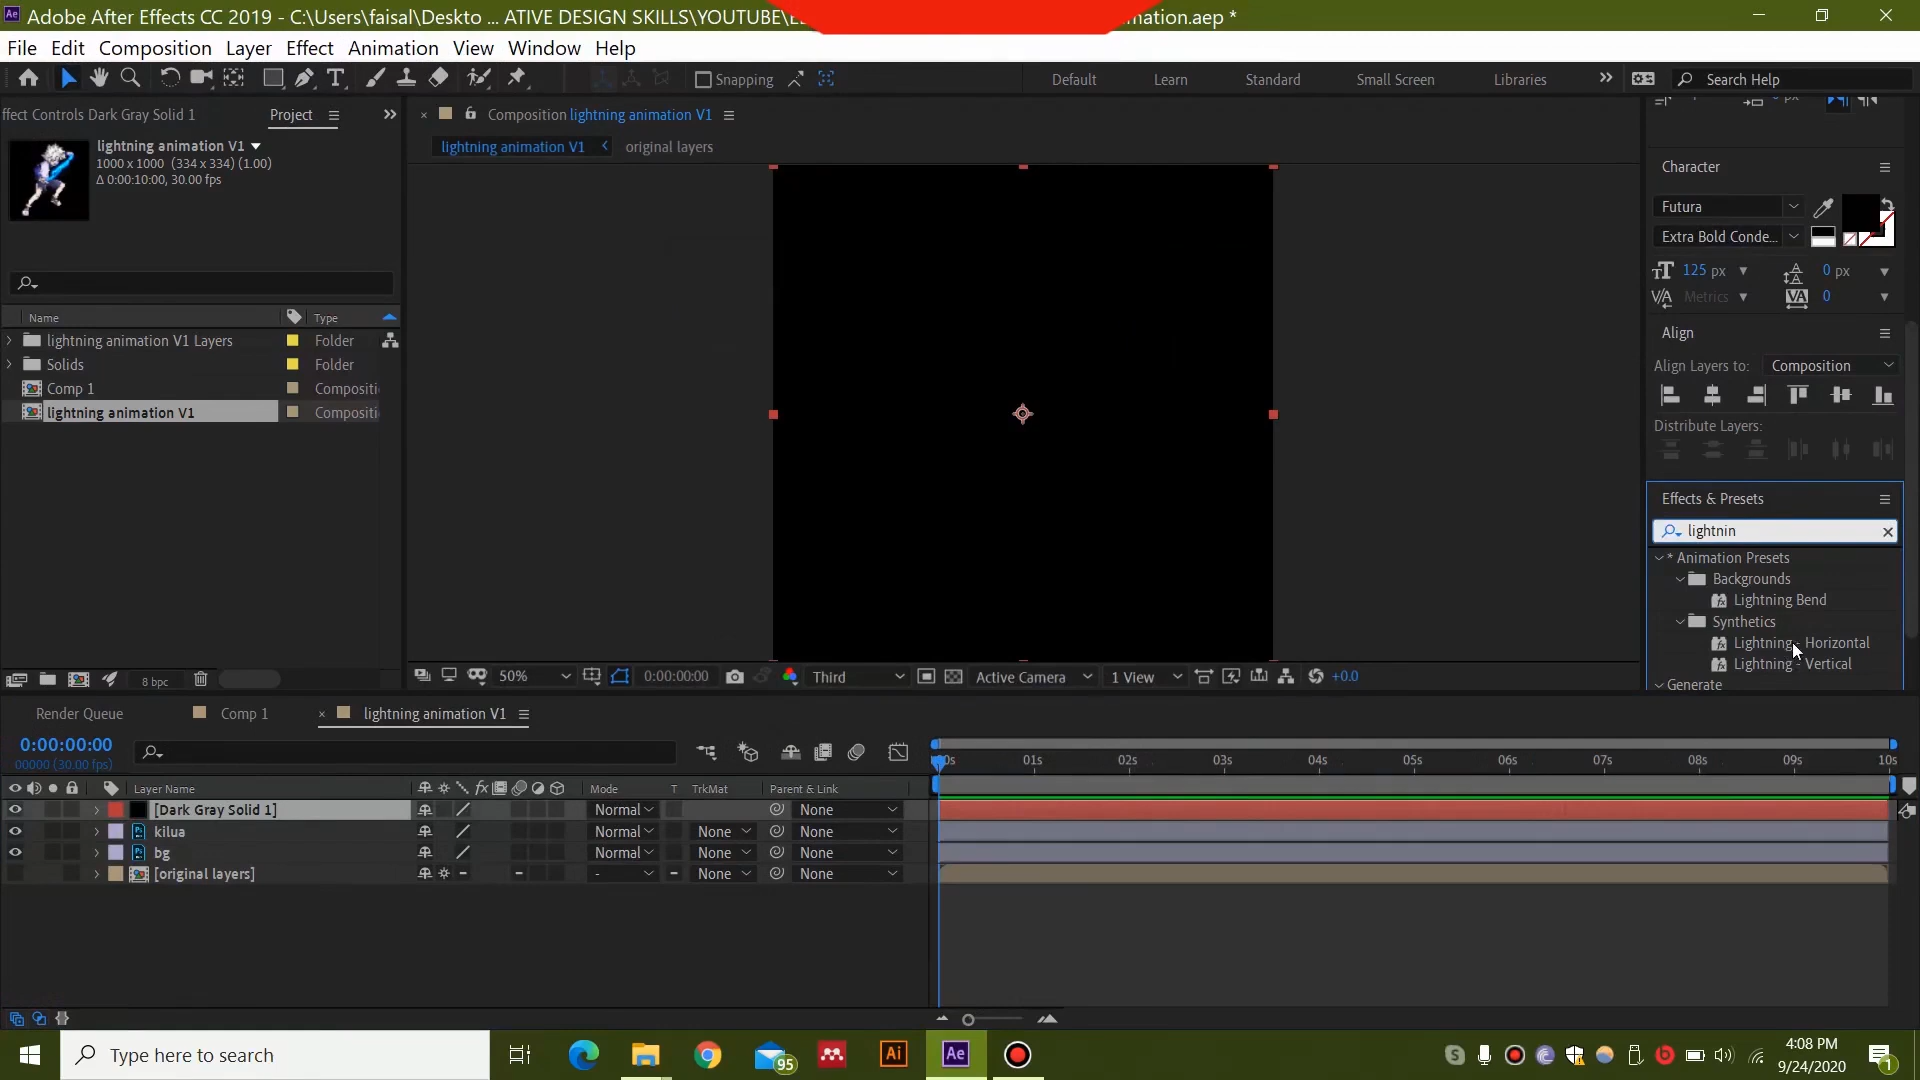 Adobe After Effects CC 2019 - C:\Users\faisal\Deskto ... ATIVE DESIGN SKILLS\YOUTUBE\E mation.aep *
File Edit Composition Layer Effect Animation View Window Help
Snapping
Default Learn Standard Small Screen Libraries
Search Help
ffect Controls Dark Gray Solid 1
Project
lightning animation V1
1000 x 1000 (334 x 334) (1.00)
Δ 0:00:10:00, 30.00 fps
Name Type
lightning animation V1 Layers Folder
Solids Folder
Comp 1 Compositi
lightning animation V1 Compositi
8 bpc
Composition lightning animation V1
lightning animation V1 original layers
50% 0:00:00:00 Third Active Camera 1 View +0.0
px
Character
Futura
Extra Bold Conde...
125 px 0 px
Metrics 0
Align
Align Layers to: Composition
Distribute Layers:
Effects & Presets
lightnin
* Animation Presets
Backgrounds
Lightning Bend
Synthetics
Lightning - Horizontal
Lightning - Vertical
Generate
Render Queue Comp 1 lightning animation V1
0:00:00:00
00000 (30.00 fps)
0s 01s 02s 03s 04s 05s 06s 07s 08s 09s 10s
Layer Name Mode T TrkMat Parent & Link
[Dark Gray Solid 1] Normal None
kilua Normal None None
bg Normal None None
[original layers] - None None
Type here to search
95
Ai
Ae
4:08 PM
9/24/2020
1